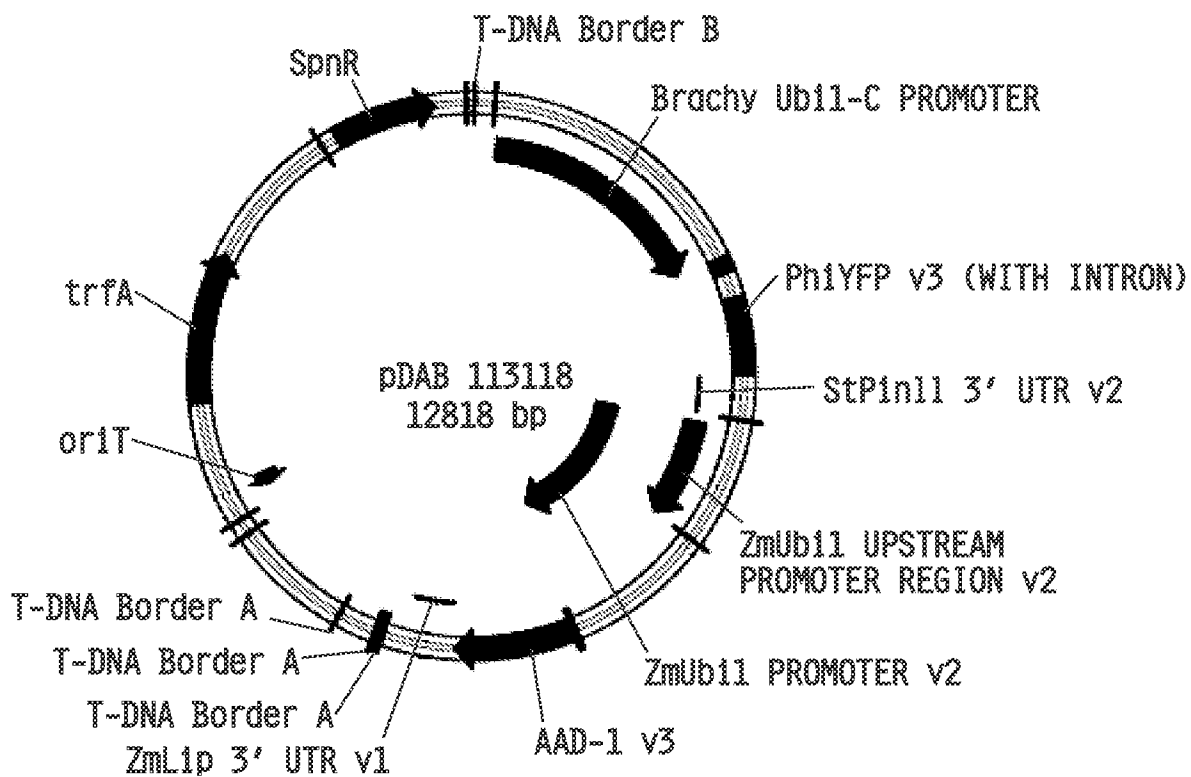 T-DNA Border B
SpnR
Brachy Ubi1-C PROMOTER
PhiYFP v3 (WITH INTRON)
trfA
pDAB 113118
12818 bp
StPinll 3' UTR v2
oriT
ZmUbi1 UPSTREAM
PROMOTER REGION v2
T-DNA Border A
T-DNA Border A
ZmUbi1 PROMOTER v2
T-DNA Border A
AAD-1 v3
ZmLip 3' UTR v1